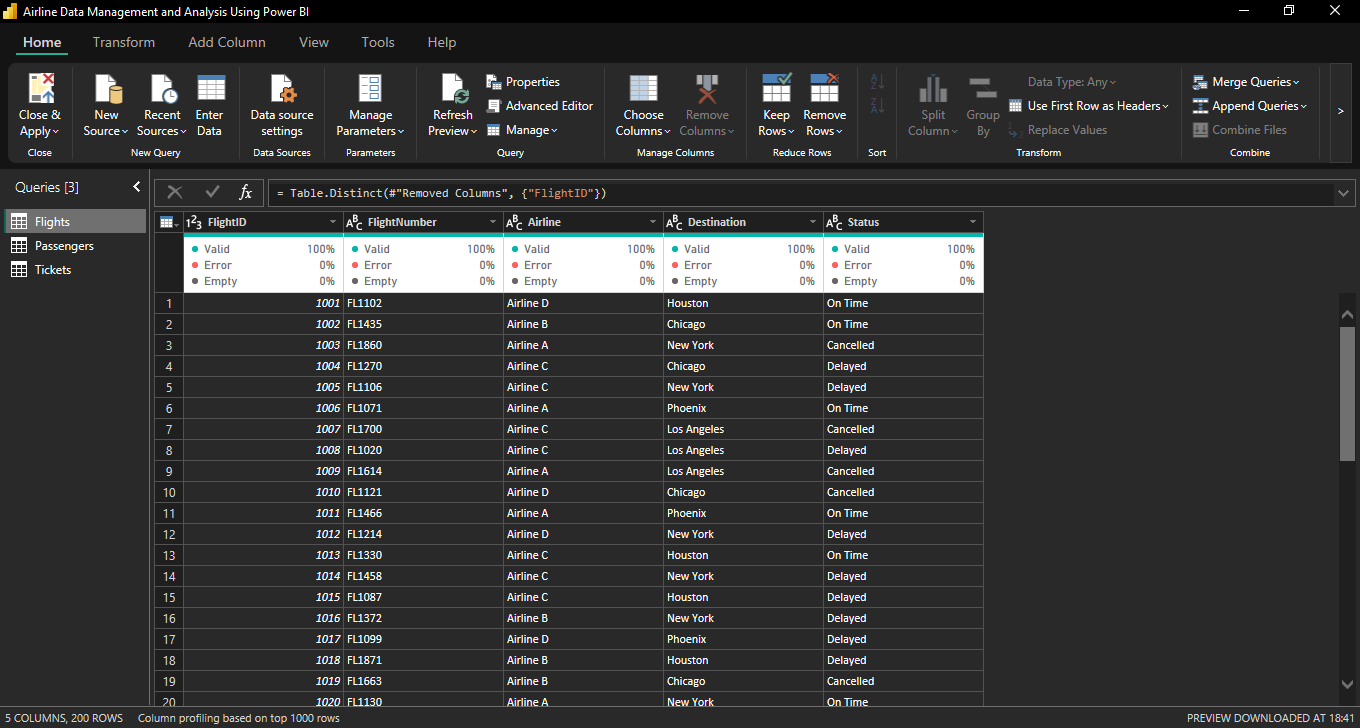 Airline Data Management and Analysis Using Power BI
Home Transform Add Column View Tools Help
Close & Apply
New Source
Recent Sources
Enter Data
Data source settings
Manage Parameters
Refresh Preview
Properties
Advanced Editor
Manage
Choose Columns
Remove Columns
Keep Rows
Remove Rows
Split Column
Group By
Data Type: Any
Use First Row as Headers
Replace Values
Merge Queries
Append Queries
Combine Files
Close New Query Data Sources Parameters Query Manage Columns Reduce Rows Sort Transform Combine
Queries [3]
Flights
Passengers
Tickets
fx = Table.Distinct(#"Removed Columns", {"FlightID"})
123 FlightID ABC FlightNumber ABC Airline ABC Destination ABC Status
Valid 100% Valid 100% Valid 100% Valid 100% Valid 100%
Error 0% Error 0% Error 0% Error 0% Error 0%
Empty 0% Empty 0% Empty 0% Empty 0% Empty 0%
1 1001 FL1102 Airline D Houston On Time
2 1002 FL1435 Airline B Chicago On Time
3 1003 FL1860 Airline A New York Cancelled
4 1004 FL1270 Airline C Chicago Delayed
5 1005 FL1106 Airline C New York Delayed
6 1006 FL1071 Airline A Phoenix On Time
7 1007 FL1700 Airline C Los Angeles Cancelled
8 1008 FL1020 Airline C Los Angeles Delayed
9 1009 FL1614 Airline A Los Angeles Cancelled
10 1010 FL1121 Airline D Chicago Cancelled
11 1011 FL1466 Airline A Phoenix On Time
12 1012 FL1214 Airline D New York Delayed
13 1013 FL1330 Airline C Houston On Time
14 1014 FL1458 Airline C New York Delayed
15 1015 FL1087 Airline C Houston Delayed
16 1016 FL1372 Airline B New York Delayed
17 1017 FL1099 Airline D Phoenix Delayed
18 1018 FL1871 Airline B Houston Delayed
19 1019 FL1663 Airline B Chicago Cancelled
20 1020 FL1130 Airline A New York On Time
5 COLUMNS, 200 ROWS Column profiling based on top 1000 rows PREVIEW DOWNLOADED AT 18:41